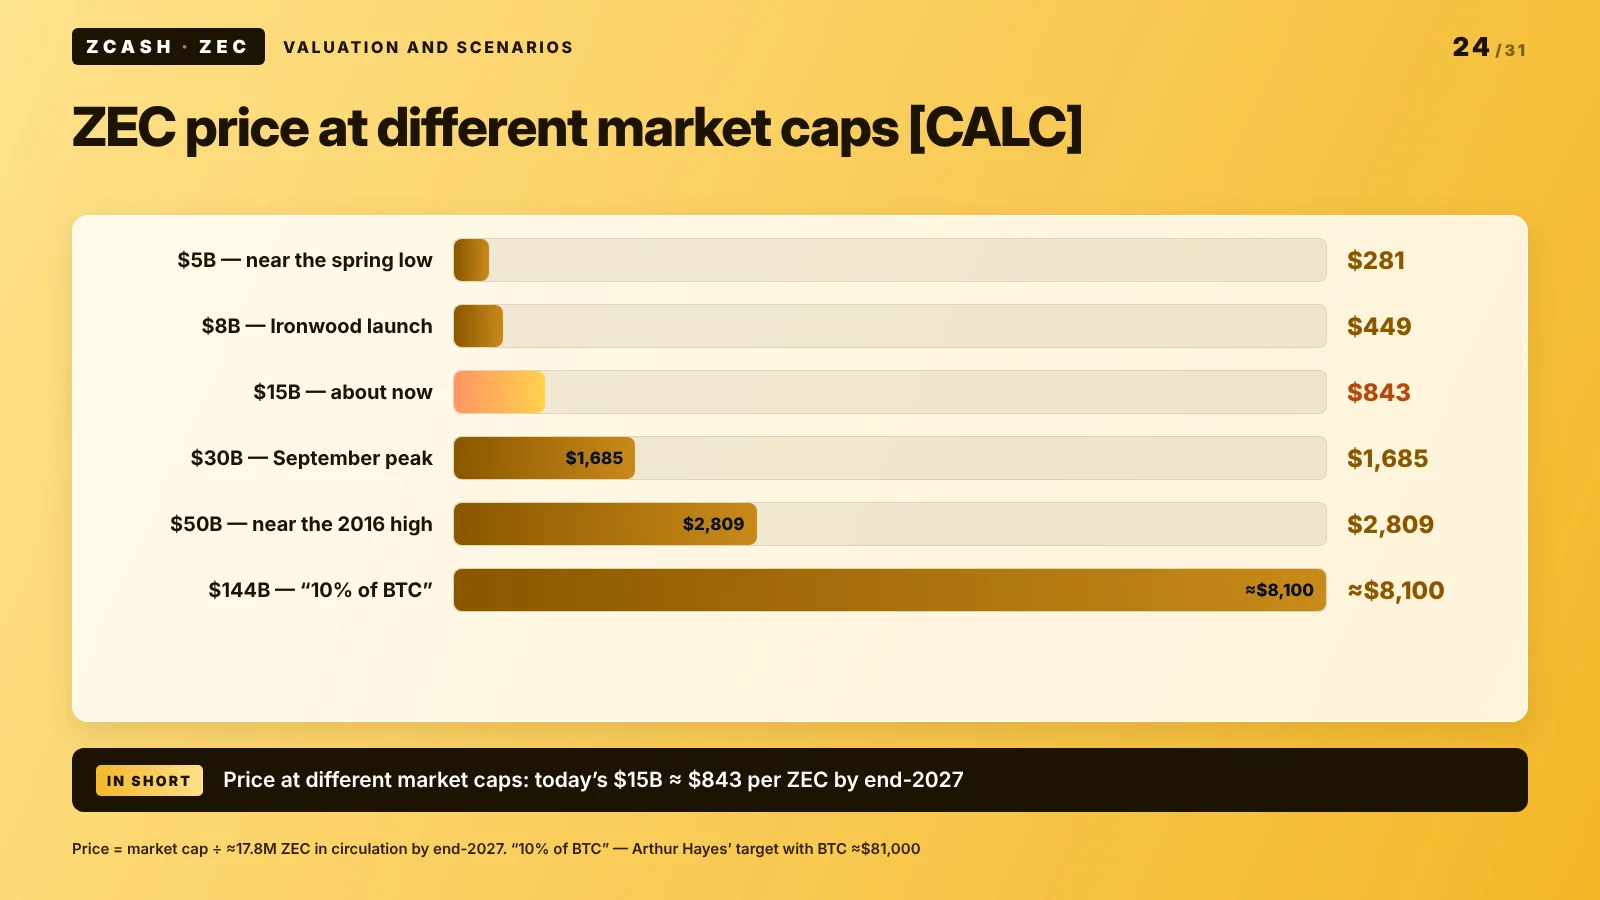 ZCASH · ZEC VALUATION AND SCENARIOS 24 / 31
ZEC price at different market caps [CALC]
$5B — near the spring low $281
$8B — Ironwood launch $449
$15B — about now $843
$30B — September peak $1,685 $1,685
$50B — near the 2016 high $2,809 $2,809
$144B — “10% of BTC” ≈$8,100 ≈$8,100
IN SHORT Price at different market caps: today’s $15B ≈ $843 per ZEC by end-2027
Price = market cap ÷ ≈17.8M ZEC in circulation by end-2027. “10% of BTC” — Arthur Hayes’ target with BTC ≈$81,000